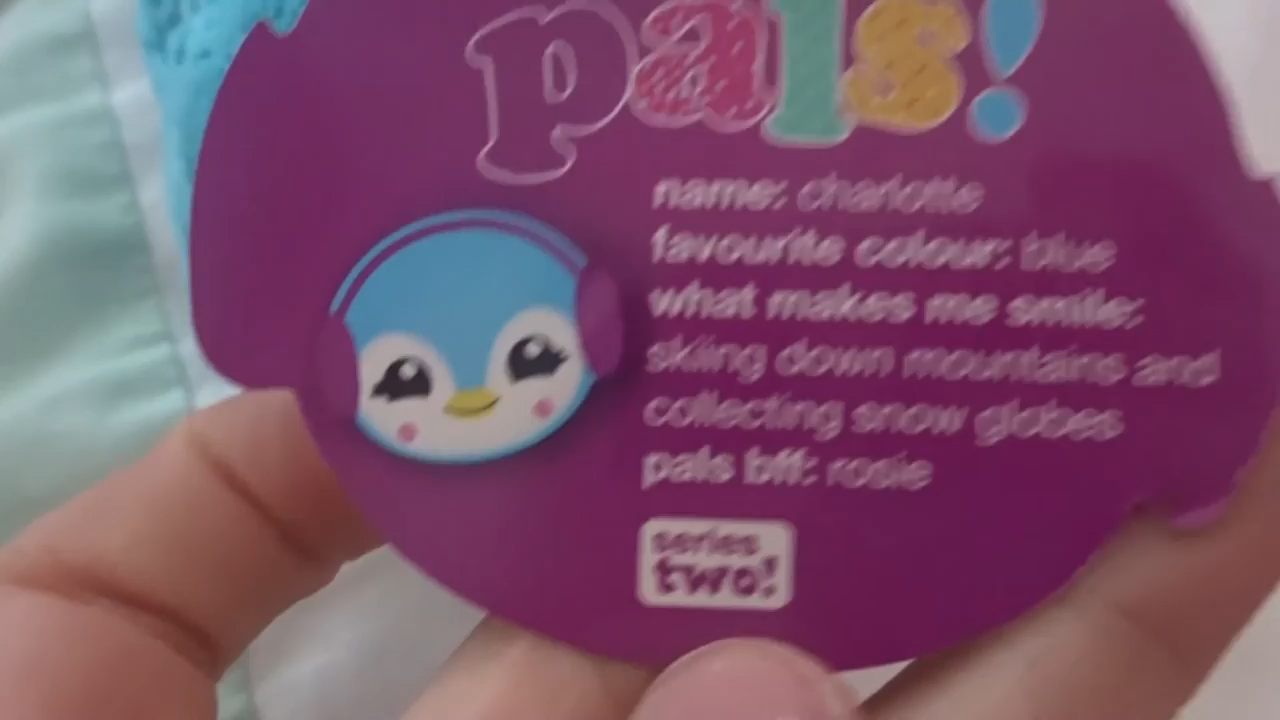 pals!
name: charlotte
favourite colour: blue
what makes me smile:
skiing down mountains and
collecting snow globes
pals bff: rosie
series
two!